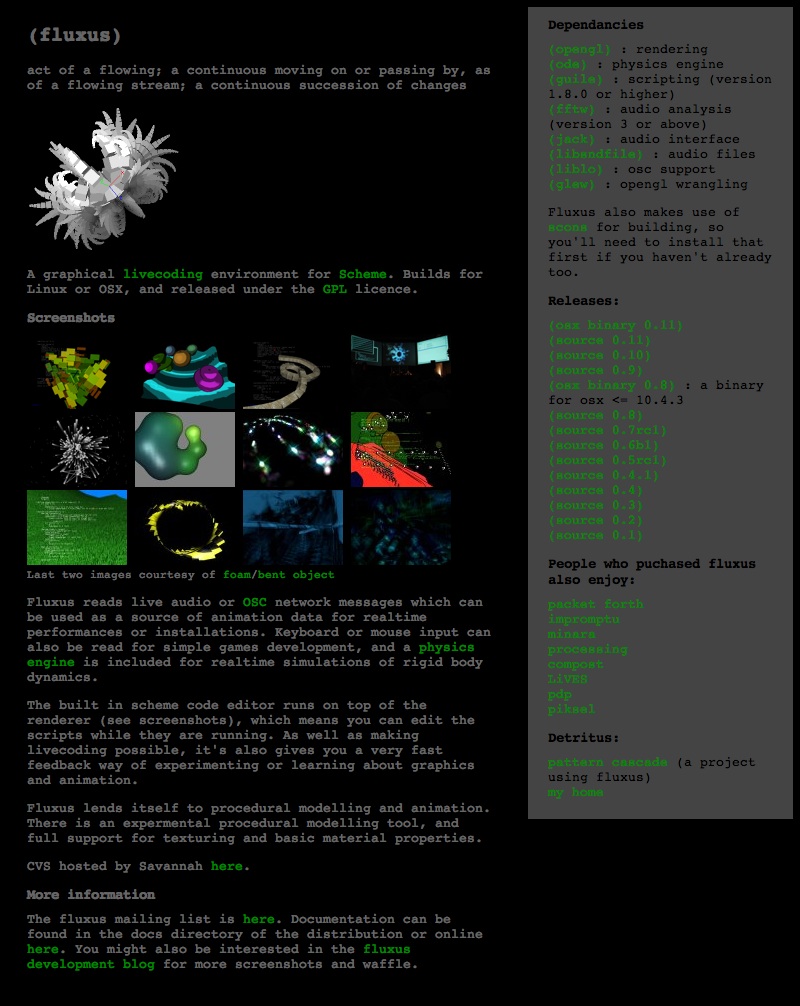 (fluxus)
act of a flowing; a continuous moving on or passing by, as
of a flowing stream; a continuous succession of changes
A graphical livecoding environment for Scheme. Builds for
Linux or OSX, and released under the GPL licence.
Screenshots
Last two images courtesy of foam/bent object
Fluxus reads live audio or OSC network messages which can
be used as a source of animation data for realtime
performances or installations. Keyboard or mouse input can
also be read for simple games development, and a physics
engine is included for realtime simulations of rigid body
dynamics.
The built in scheme code editor runs on top of the
renderer (see screenshots), which means you can edit the
scripts while they are running. As well as making
livecoding possible, it's also gives you a very fast
feedback way of experimenting or learning about graphics
and animation.
Fluxus lends itself to procedural modelling and animation.
There is an expermental procedural modelling tool, and
full support for texturing and basic material properties.
CVS hosted by Savannah here.
More information
The fluxus mailing list is here. Documentation can be
found in the docs directory of the distribution or online
here. You might also be interested in the fluxus
development blog for more screenshots and waffle.
Dependancies
(opengl) : rendering
(ode) : physics engine
(guile) : scripting (version
1.8.0 or higher)
(fftw) : audio analysis
(version 3 or above)
(jack) : audio interface
(libsndfile) : audio files
(liblo) : osc support
(glew) : opengl wrangling
Fluxus also makes use of
scons for building, so
you'll need to install that
first if you haven't already
too.
Releases:
(osx binary 0.11)
(source 0.11)
(source 0.10)
(source 0.9)
(osx binary 0.8) : a binary
for osx <= 10.4.3
(source 0.8)
(source 0.7rc1)
(source 0.6b1)
(source 0.5rc1)
(source 0.4.1)
(source 0.4)
(source 0.3)
(source 0.2)
(source 0.1)
People who puchased fluxus
also enjoy:
packet forth
impromptu
minara
processing
compost
LiVES
pdp
piksel
Detritus:
pattern cascade (a project
using fluxus)
my home